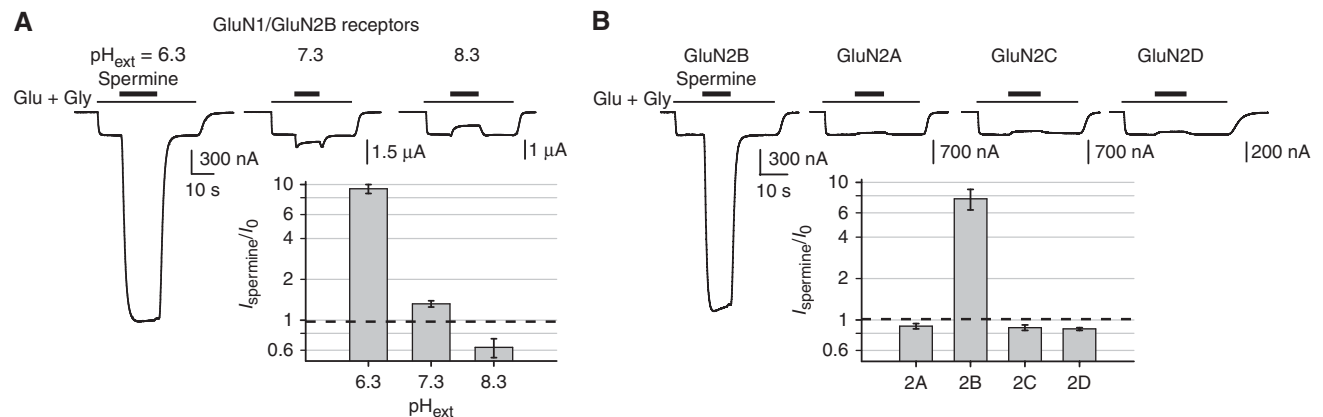 A
GluN1/GluN2B receptors
pHext = 6.3
7.3
8.3
Spermine
Glu + Gly
300 nA
10 s
1.5 μA
1 μA
10
6
4
2
1
0.6
Ispermine/I0
6.3
7.3
8.3
pHext
B
GluN2B
GluN2A
GluN2C
GluN2D
Spermine
Glu + Gly
300 nA
10 s
700 nA
700 nA
200 nA
10
6
4
2
1
0.6
Ispermine/I0
2A
2B
2C
2D